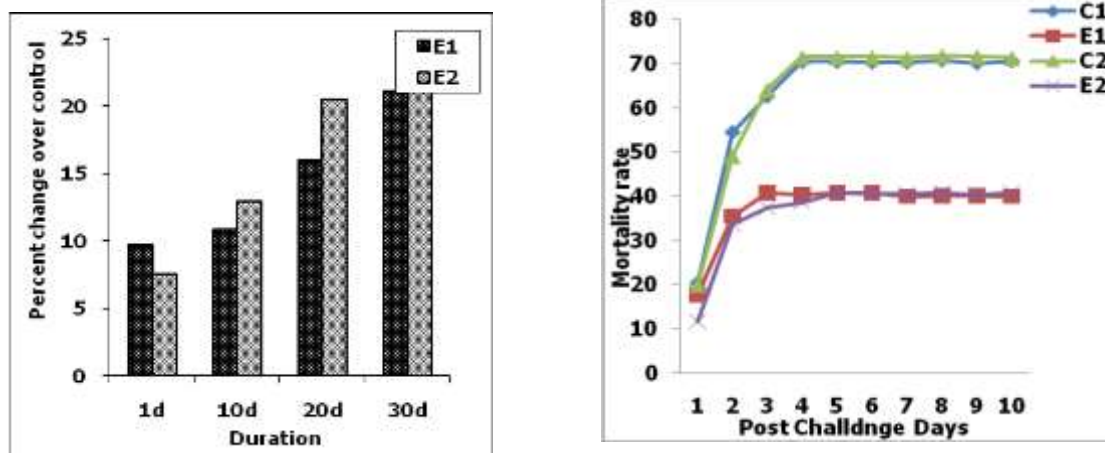 25
20
15
10
5
0
Percent change over control
E1
E2
1d 10d 20d 30d
Duration
80
70
60
50
40
30
20
10
0
Mortality rate
C1
E1
C2
E2
1 2 3 4 5 6 7 8 9 10
Post Challdnge Days